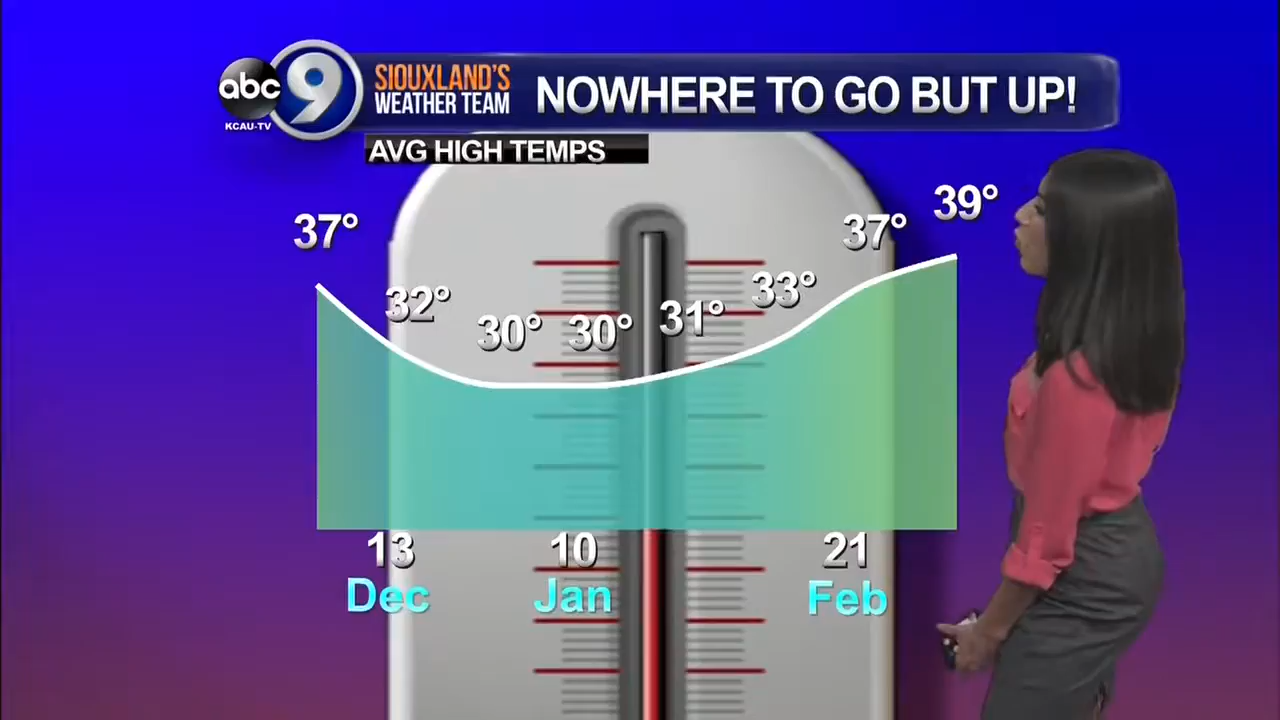 abc 9
KCAU-TV
SIOUXLAND'S
WEATHER TEAM
NOWHERE TO GO BUT UP!
AVG HIGH TEMPS
37° 32° 30° 30° 31° 33° 37° 39°
13 10 21
Dec Jan Feb